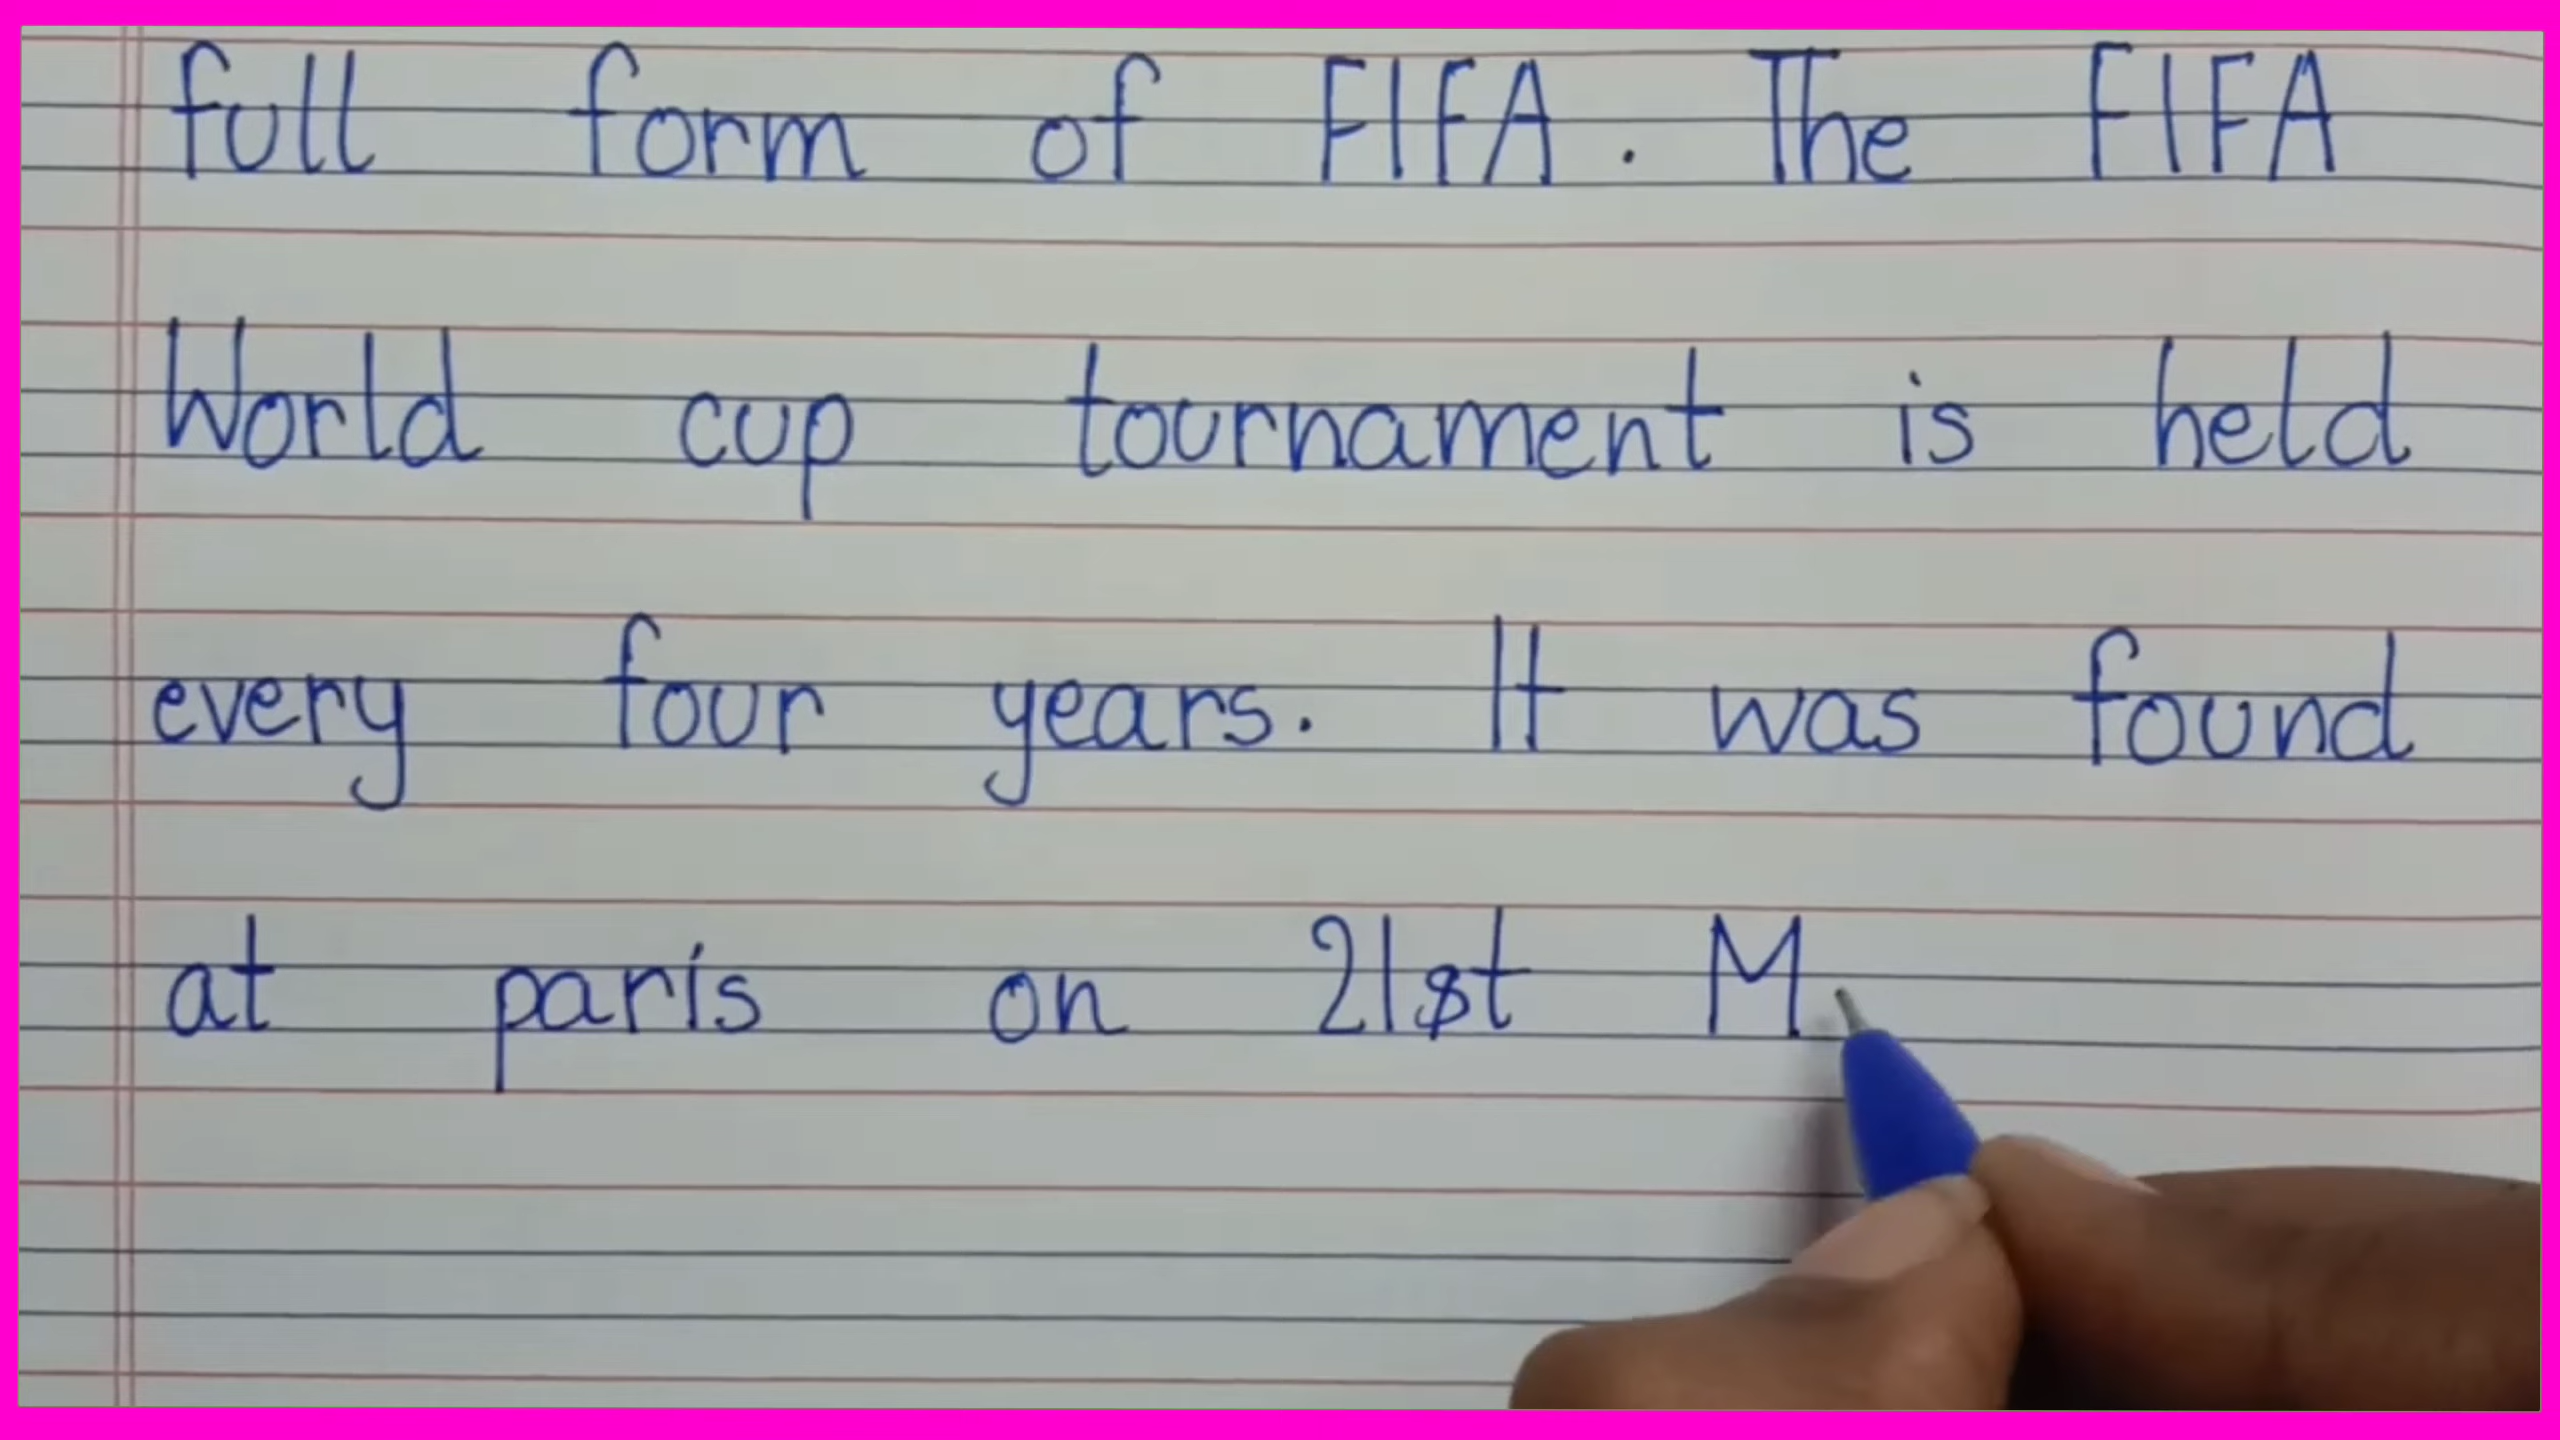 full form of FIFA. The FIFA
World cup tournament is held
every four years. It was found
at paris on 21st M